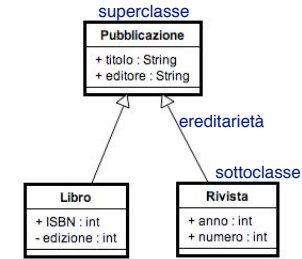 superclasse
Pubblicazione
+ titolo : String
+ editore : String
ereditarietà
sottoclasse
Libro
+ ISBN : int
- edizione : int
Rivista
+ anno : int
+ numero : int